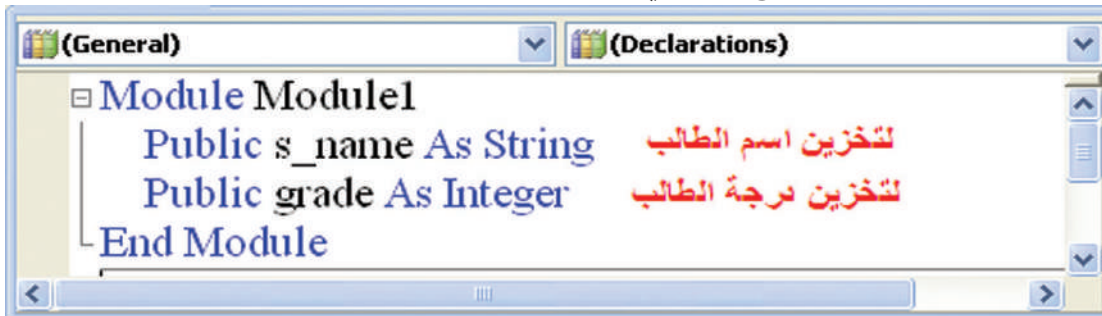 (General) (Declarations)
Module Module1
Public s_name As String لتخزين اسم الطالب
Public grade As Integer لتخزين درجة الطالب
End Module